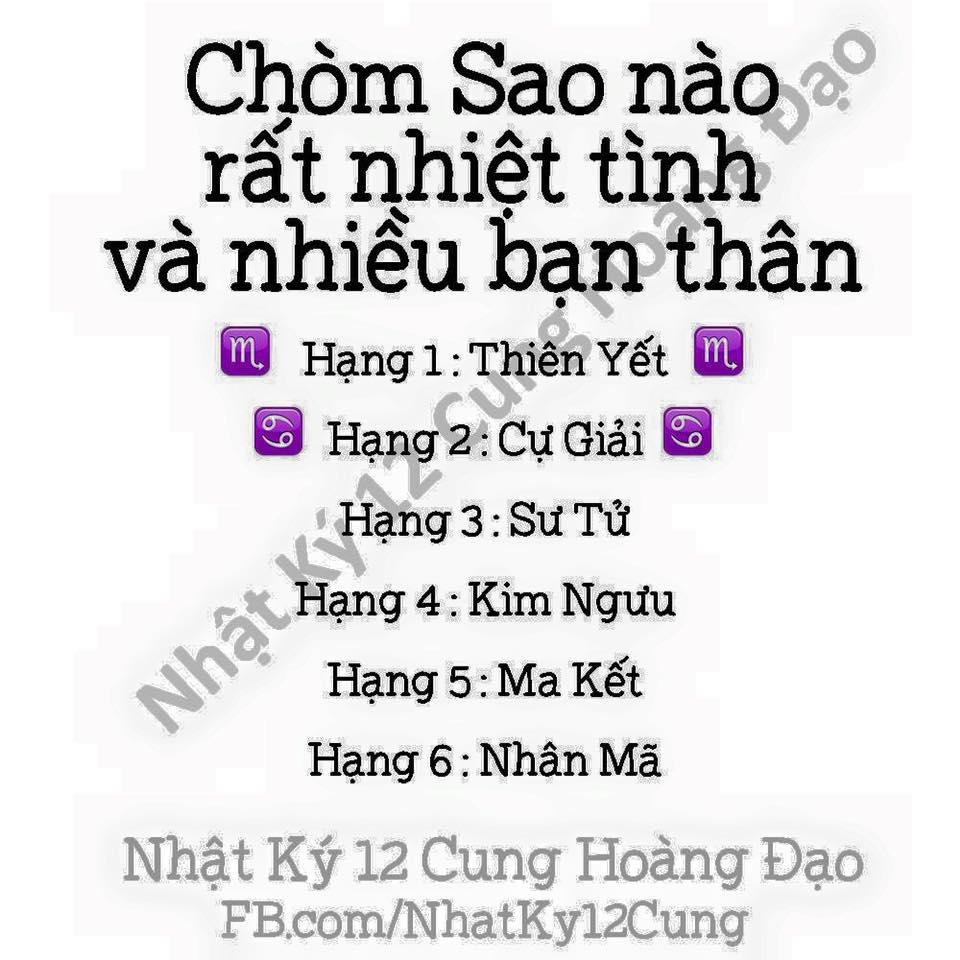 Chòm Sao nào
rất nhiệt tình
và nhiều bạn thân
♏ Hạng 1 : Thiên Yết ♏
♋ Hạng 2 : Cự Giải ♋
Hạng 3 : Sư Tử
Hạng 4 : Kim Ngưu
Hạng 5 : Ma Kết
Hạng 6 : Nhân Mã
Nhật Ký 12 Cung Hoàng Đạo
Nhật Ký 12 Cung Hoàng Đạo
FB.com/NhatKy12Cung